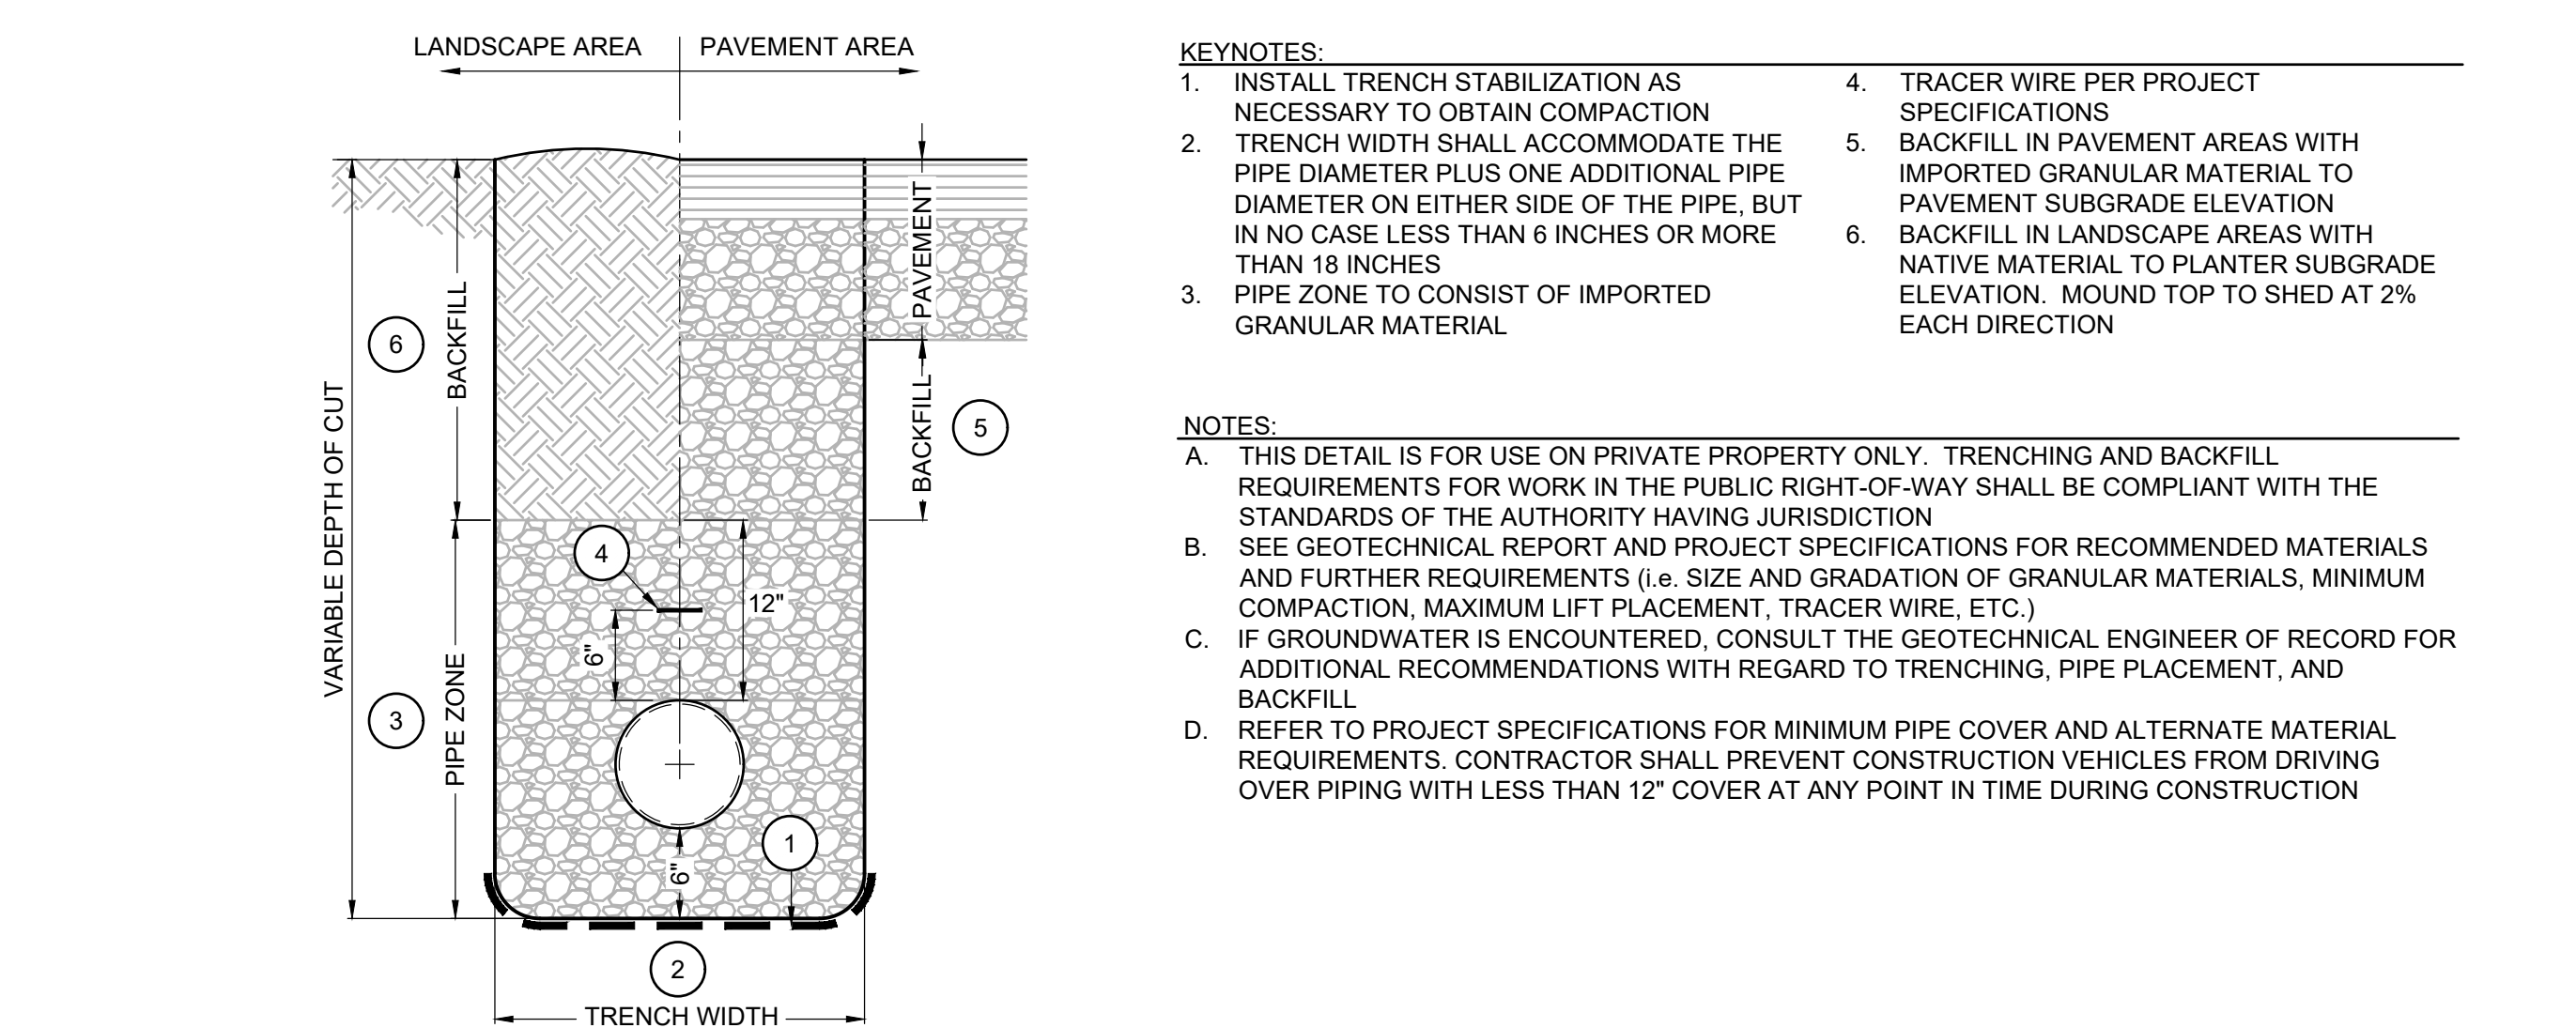 LANDSCAPE AREA
PAVEMENT AREA
PAVEMENT
BACKFILL
6
BACKFILL
5
VARIABLE DEPTH OF CUT
4
12"
6"
PIPE ZONE
3
1
6"
2
TRENCH WIDTH
KEYNOTES:
1. INSTALL TRENCH STABILIZATION AS
NECESSARY TO OBTAIN COMPACTION
2. TRENCH WIDTH SHALL ACCOMMODATE THE
PIPE DIAMETER PLUS ONE ADDITIONAL PIPE
DIAMETER ON EITHER SIDE OF THE PIPE, BUT
IN NO CASE LESS THAN 6 INCHES OR MORE
THAN 18 INCHES
3. PIPE ZONE TO CONSIST OF IMPORTED
GRANULAR MATERIAL
4. TRACER WIRE PER PROJECT
SPECIFICATIONS
5. BACKFILL IN PAVEMENT AREAS WITH
IMPORTED GRANULAR MATERIAL TO
PAVEMENT SUBGRADE ELEVATION
6. BACKFILL IN LANDSCAPE AREAS WITH
NATIVE MATERIAL TO PLANTER SUBGRADE
ELEVATION. MOUND TOP TO SHED AT 2%
EACH DIRECTION
NOTES:
A. THIS DETAIL IS FOR USE ON PRIVATE PROPERTY ONLY. TRENCHING AND BACKFILL
REQUIREMENTS FOR WORK IN THE PUBLIC RIGHT-OF-WAY SHALL BE COMPLIANT WITH THE
STANDARDS OF THE AUTHORITY HAVING JURISDICTION
B. SEE GEOTECHNICAL REPORT AND PROJECT SPECIFICATIONS FOR RECOMMENDED MATERIALS
AND FURTHER REQUIREMENTS (i.e. SIZE AND GRADATION OF GRANULAR MATERIALS, MINIMUM
COMPACTION, MAXIMUM LIFT PLACEMENT, TRACER WIRE, ETC.)
C. IF GROUNDWATER IS ENCOUNTERED, CONSULT THE GEOTECHNICAL ENGINEER OF RECORD FOR
ADDITIONAL RECOMMENDATIONS WITH REGARD TO TRENCHING, PIPE PLACEMENT, AND
BACKFILL
D. REFER TO PROJECT SPECIFICATIONS FOR MINIMUM PIPE COVER AND ALTERNATE MATERIAL
REQUIREMENTS. CONTRACTOR SHALL PREVENT CONSTRUCTION VEHICLES FROM DRIVING
OVER PIPING WITH LESS THAN 12" COVER AT ANY POINT IN TIME DURING CONSTRUCTION